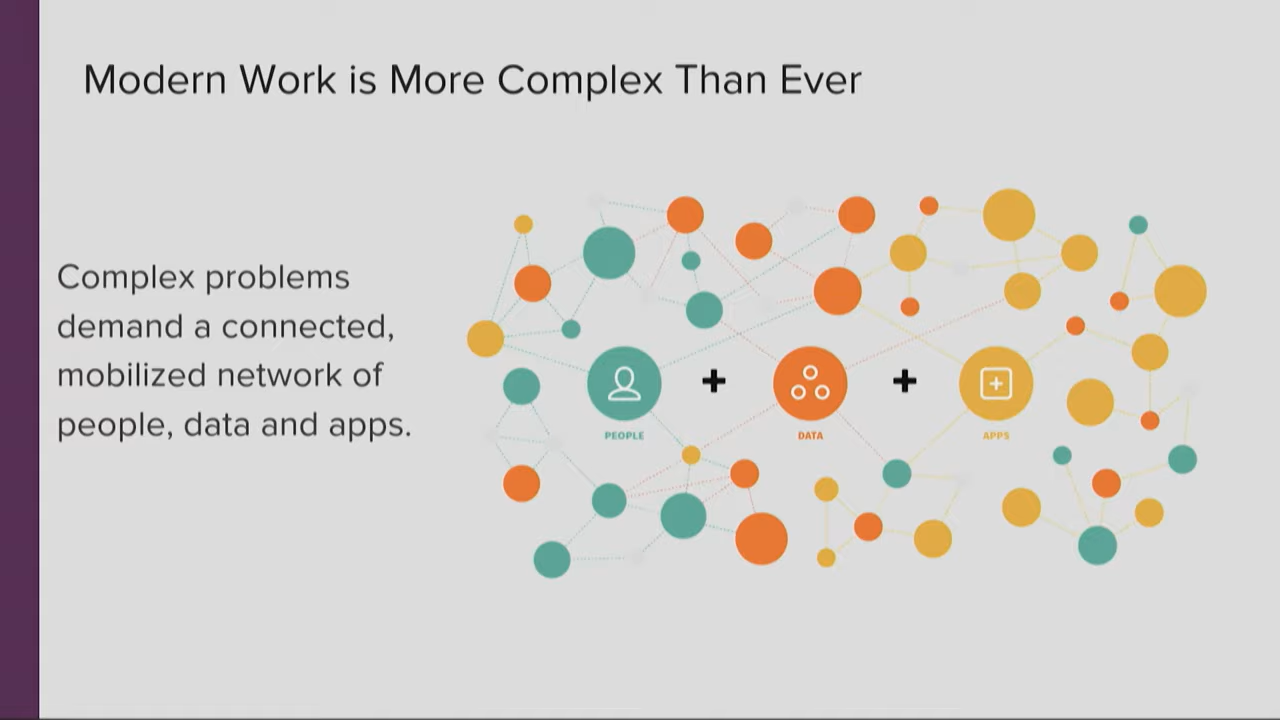 Modern Work is More Complex Than Ever
Complex problems
demand a connected,
mobilized network of
people, data and apps.
PEOPLE
DATA
APPS